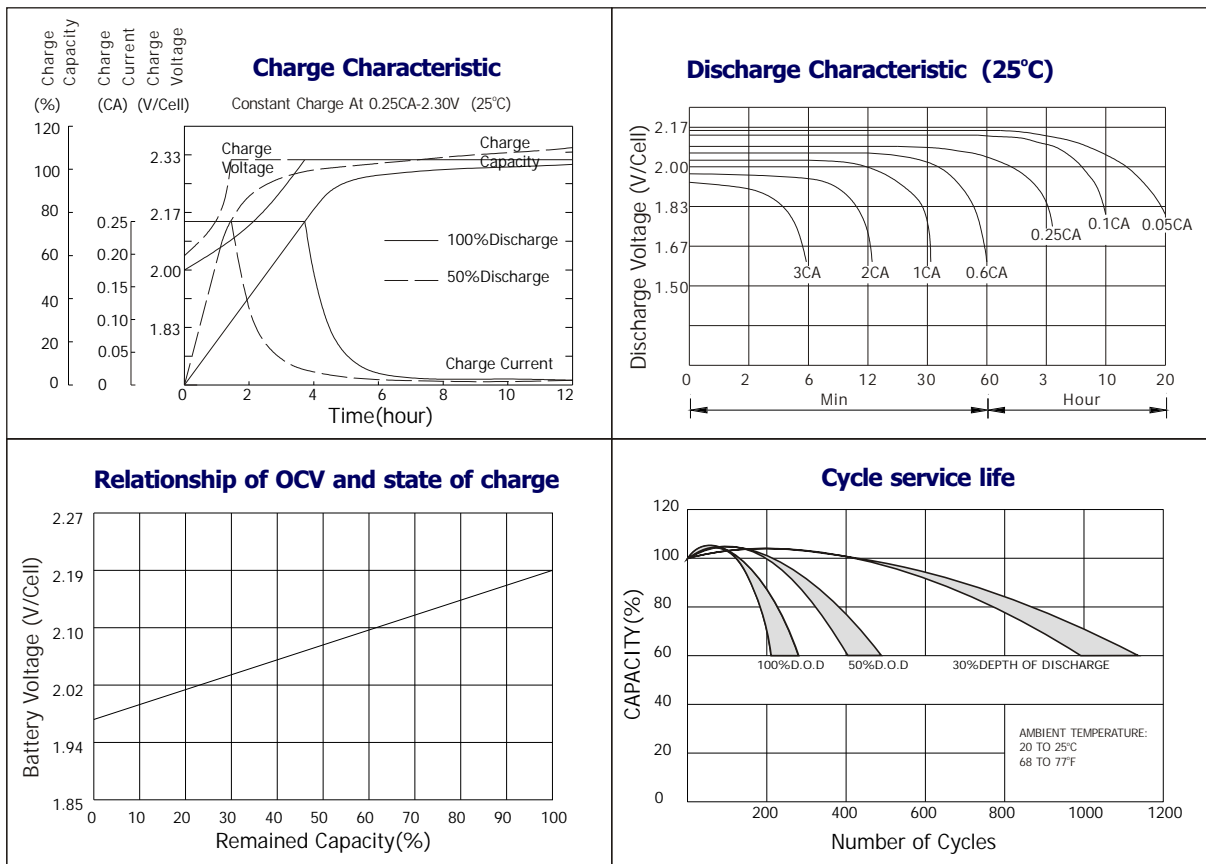 Charge
Capacity
Charge
Current
Charge
Voltage
(%)
(CA)
(V/Cell)
Charge Characteristic
Constant Charge At 0.25CA-2.30V (25°C)
120
100
80
60
40
20
0
0.25
0.20
0.15
0.10
0.05
0
2.33
2.17
2.00
1.83
Charge
Voltage
Charge
Capacity
100%Discharge
50%Discharge
Charge Current
0 2 4 6 8 10 12
Time(hour)
Discharge Characteristic (25°C)
Discharge Voltage (V/Cell)
2.17
2.00
1.83
1.67
1.50
3CA 2CA 1CA 0.6CA 0.25CA 0.1CA 0.05CA
0 2 6 12 30 60 3 10 20
Min Hour
Relationship of OCV and state of charge
Battery Voltage (V/Cell)
2.27
2.19
2.10
2.02
1.94
1.85
0 10 20 30 40 50 60 70 80 90 100
Remained Capacity(%)
Cycle service life
CAPACITY(%)
120
100
80
60
40
20
0
100%D.O.D 50%D.O.D 30%DEPTH OF DISCHARGE
AMBIENT TEMPERATURE:
20 TO 25°C
68 TO 77°F
200 400 600 800 1000 1200
Number of Cycles